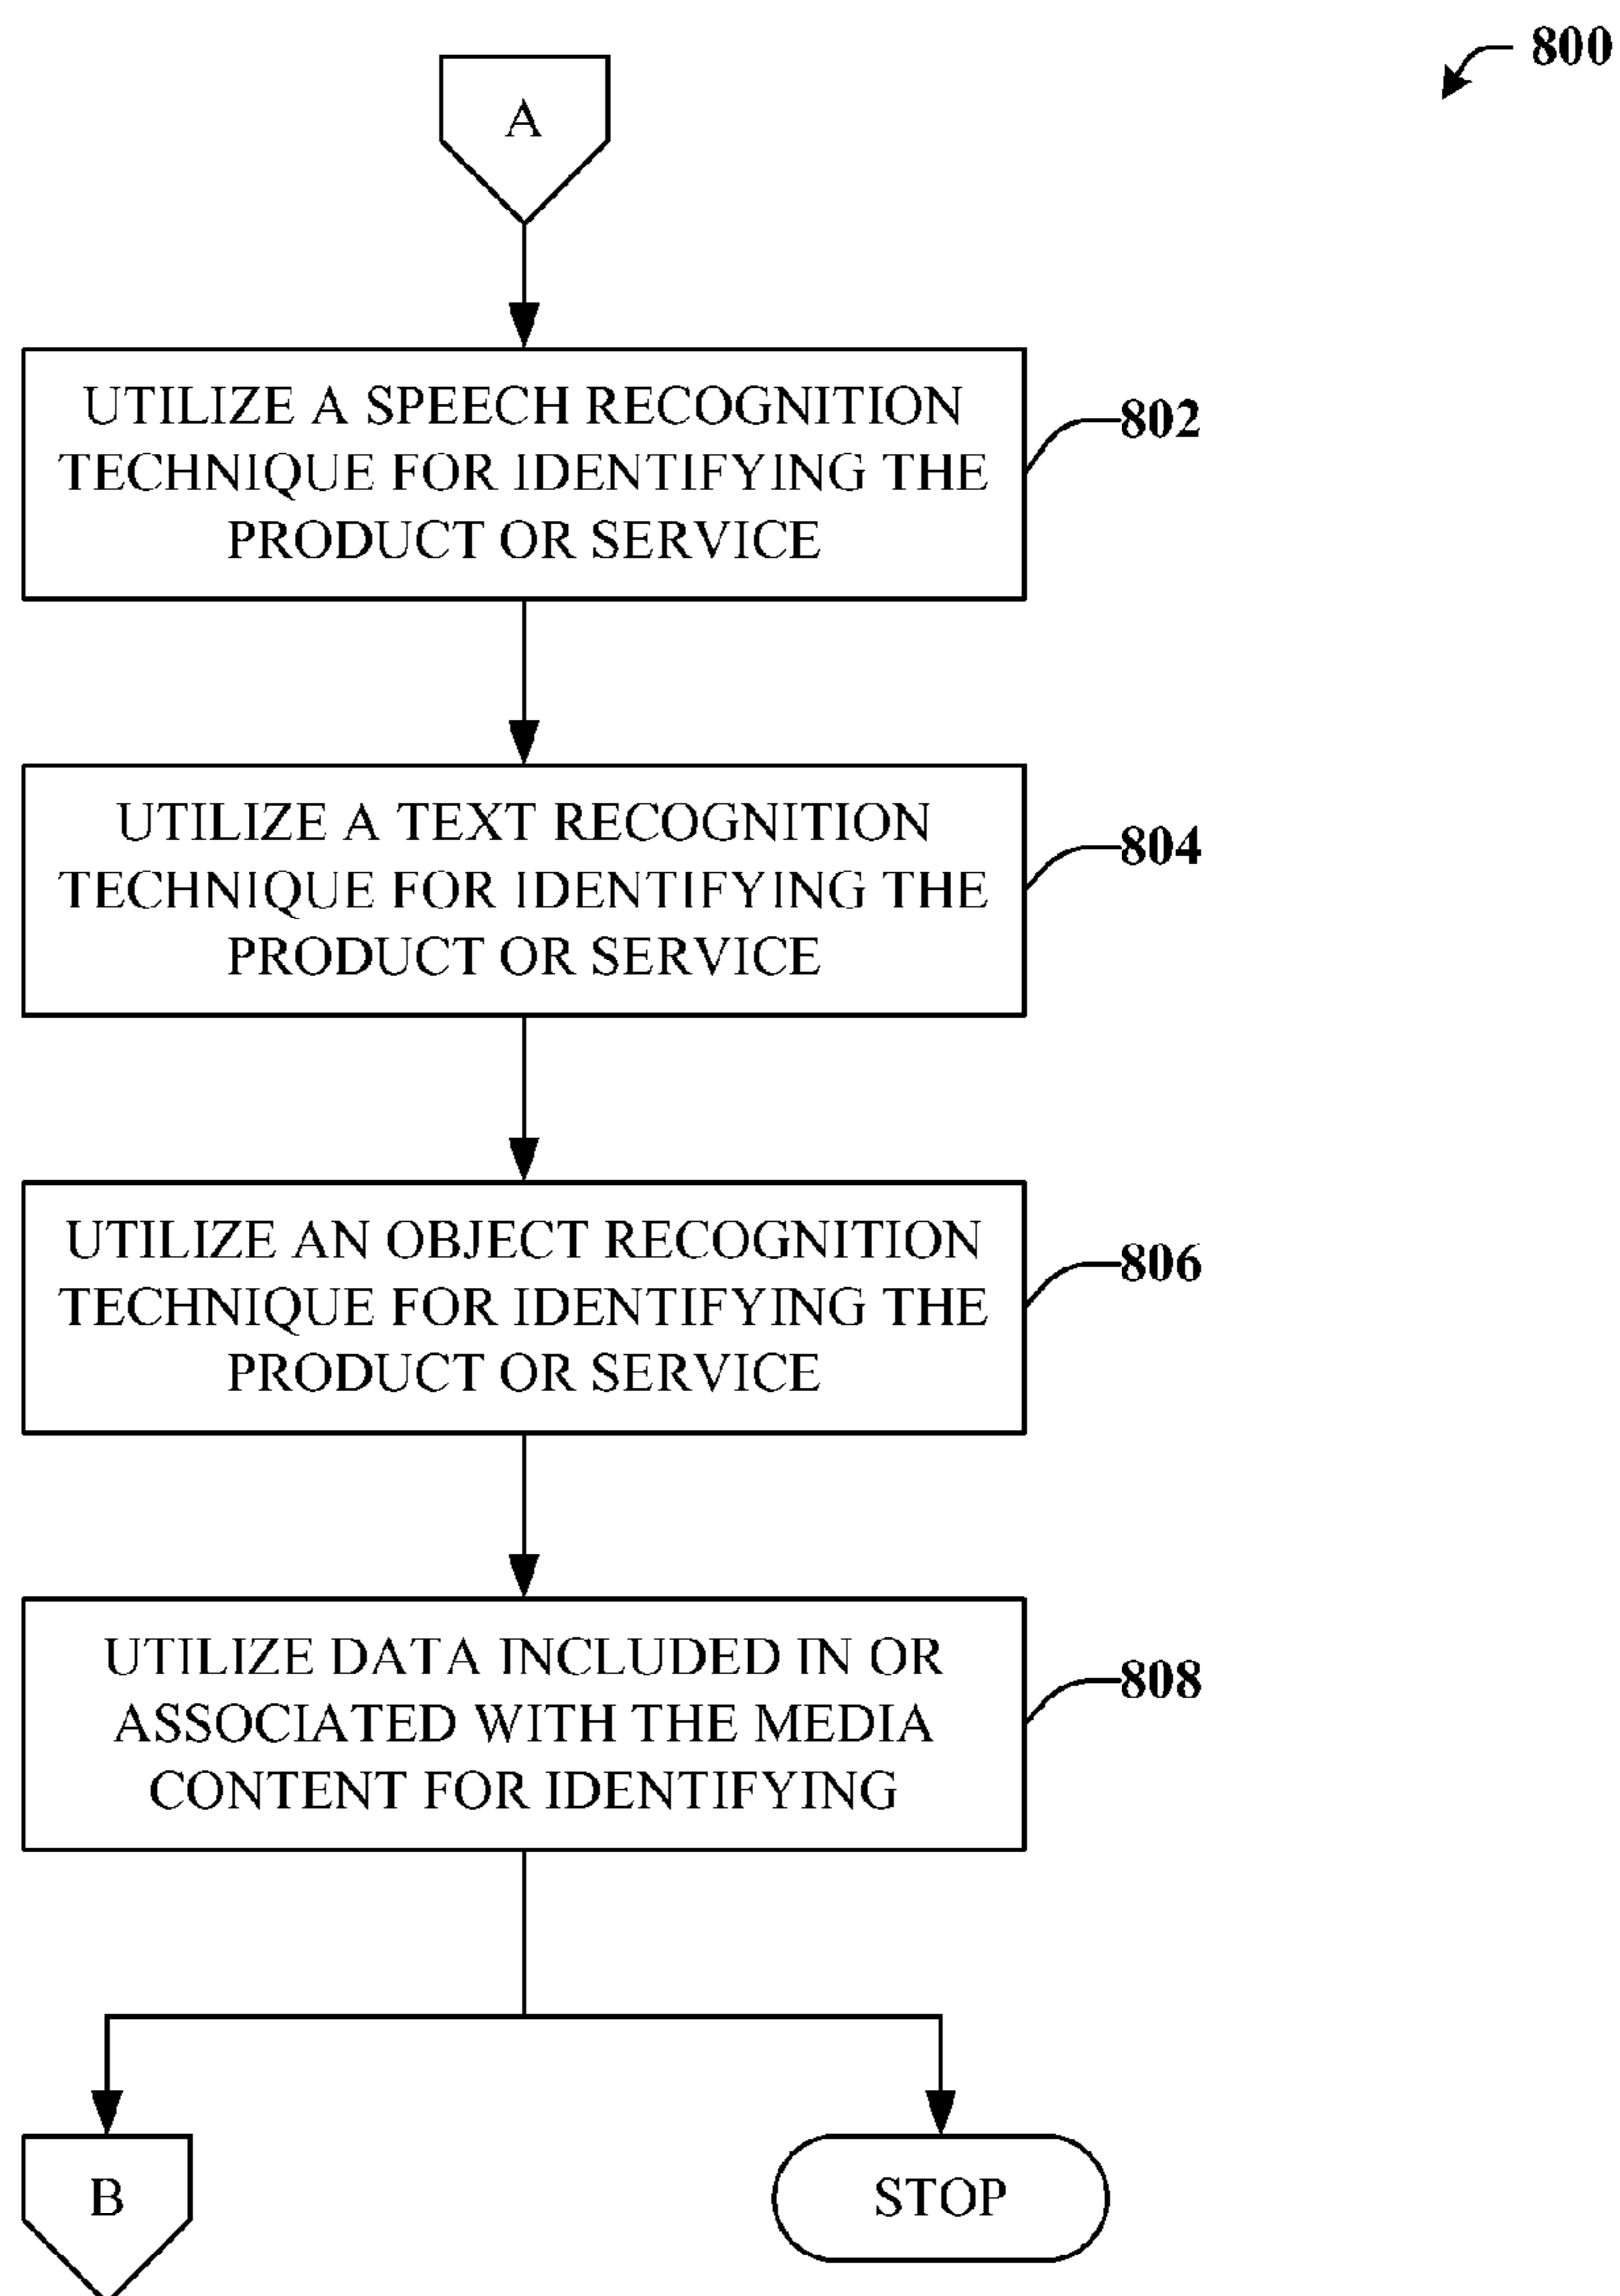 800
A
UTILIZE A SPEECH RECOGNITION
TECHNIQUE FOR IDENTIFYING THE
PRODUCT OR SERVICE
802
UTILIZE A TEXT RECOGNITION
TECHNIQUE FOR IDENTIFYING THE
PRODUCT OR SERVICE
804
UTILIZE AN OBJECT RECOGNITION
TECHNIQUE FOR IDENTIFYING THE
PRODUCT OR SERVICE
806
UTILIZE DATA INCLUDED IN OR
ASSOCIATED WITH THE MEDIA
CONTENT FOR IDENTIFYING
808
B
STOP